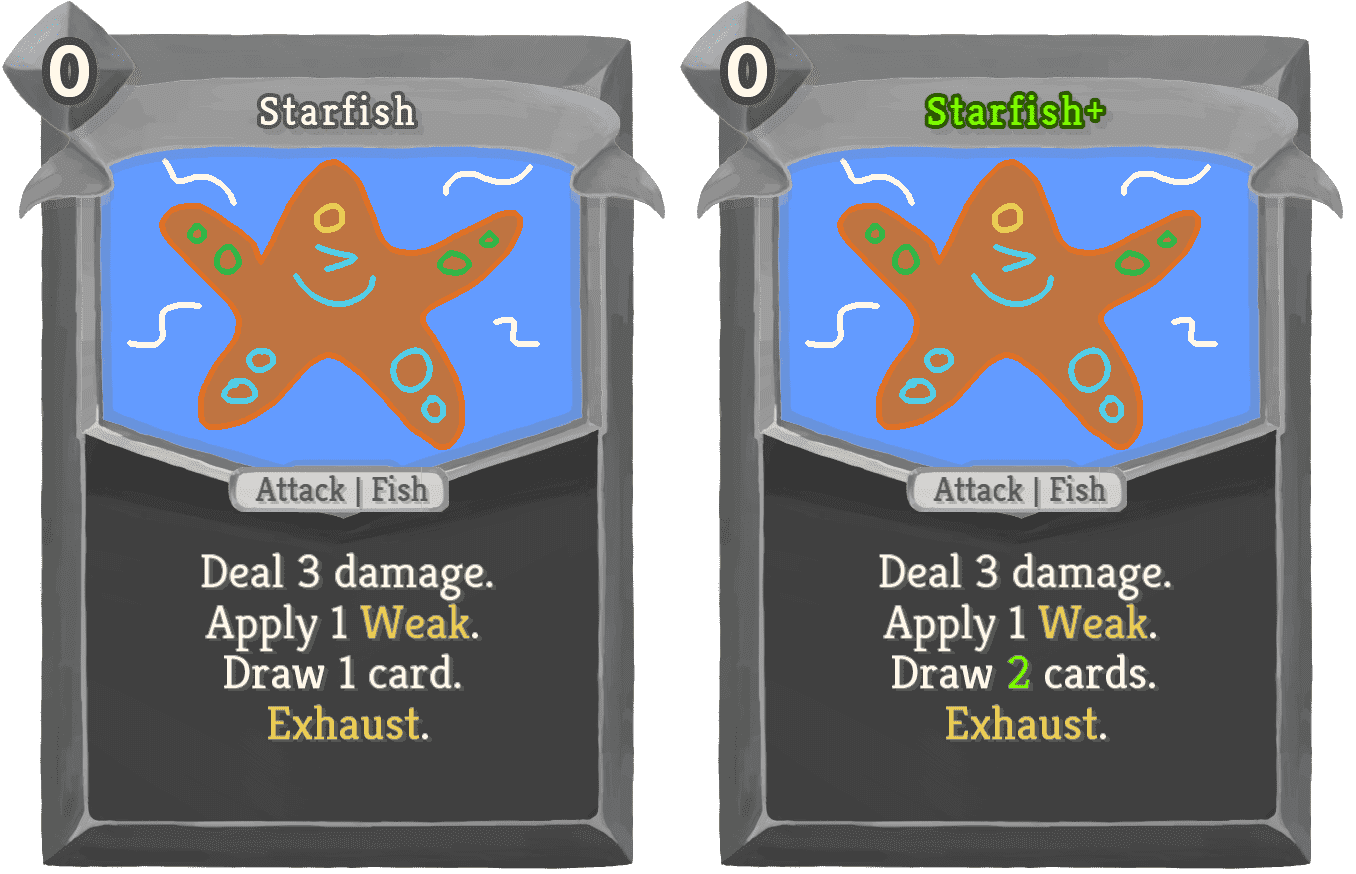 0
Starfish
Attack | Fish
Deal 3 damage.
Apply 1 Weak.
Draw 1 card.
Exhaust.
0
Starfish+
Attack | Fish
Deal 3 damage.
Apply 1 Weak.
Draw 2 cards.
Exhaust.